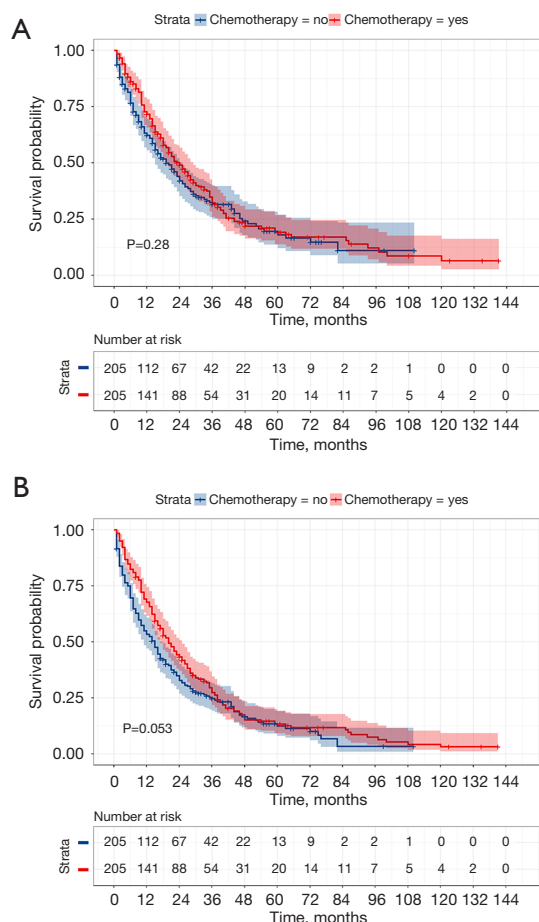 A
Strata Chemotherapy = no Chemotherapy = yes
1.00
0.75
0.50
0.25
0.00
Survival probability
P=0.28
0 12 24 36 48 60 72 84 96 108 120 132 144
Time, months
Number at risk
Strata
205 112 67 42 22 13 9 2 2 1 0 0 0
205 141 88 54 31 20 14 11 7 5 4 2 0
0 12 24 36 48 60 72 84 96 108 120 132 144
Time, months
B
Strata Chemotherapy = no Chemotherapy = yes
1.00
0.75
0.50
0.25
0.00
Survival probability
P=0.053
0 12 24 36 48 60 72 84 96 108 120 132 144
Time, months
Number at risk
Strata
205 112 67 42 22 13 9 2 2 1 0 0 0
205 141 88 54 31 20 14 11 7 5 4 2 0
0 12 24 36 48 60 72 84 96 108 120 132 144
Time, months